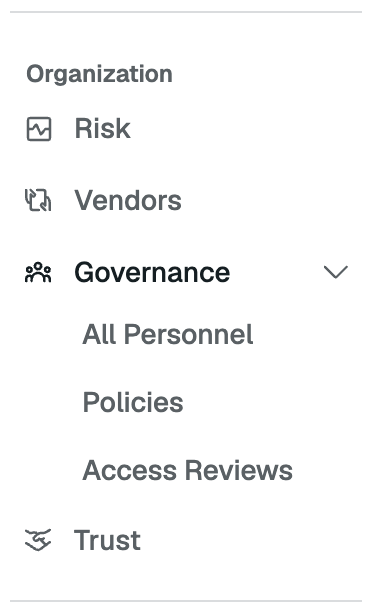 Organization
Risk
Vendors
Governance
All Personnel
Policies
Access Reviews
Trust